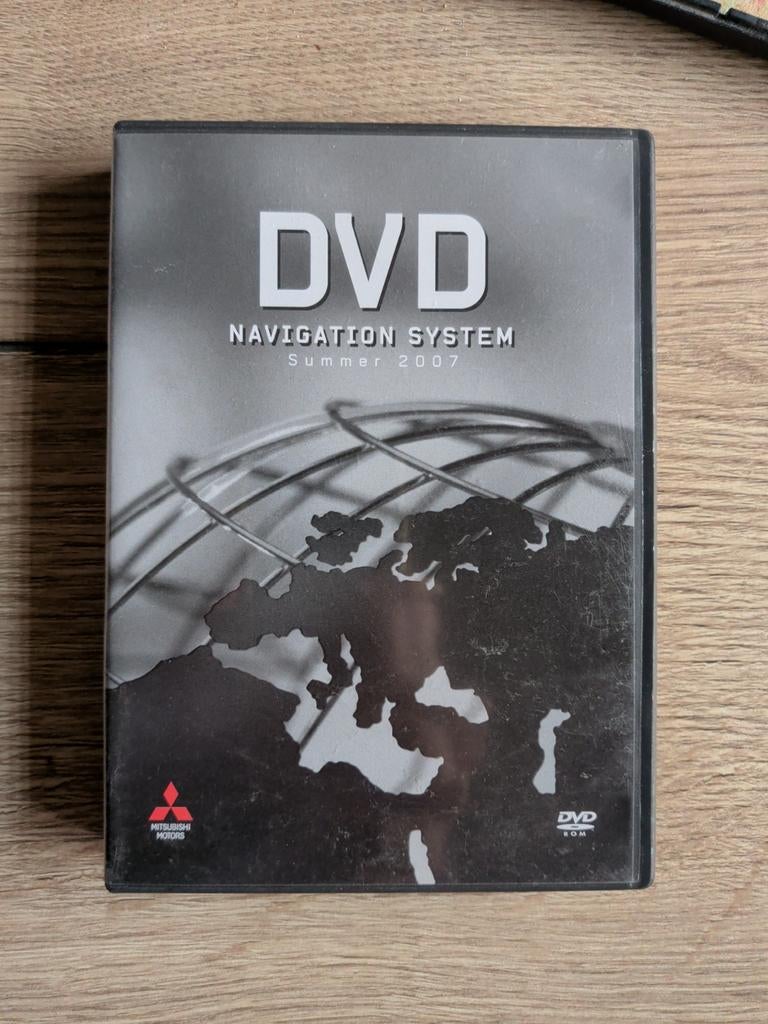 DVD
NAVIGATION SYSTEM
Summer 2007
MITSUBISHI
MOTORS
DVD
ROM